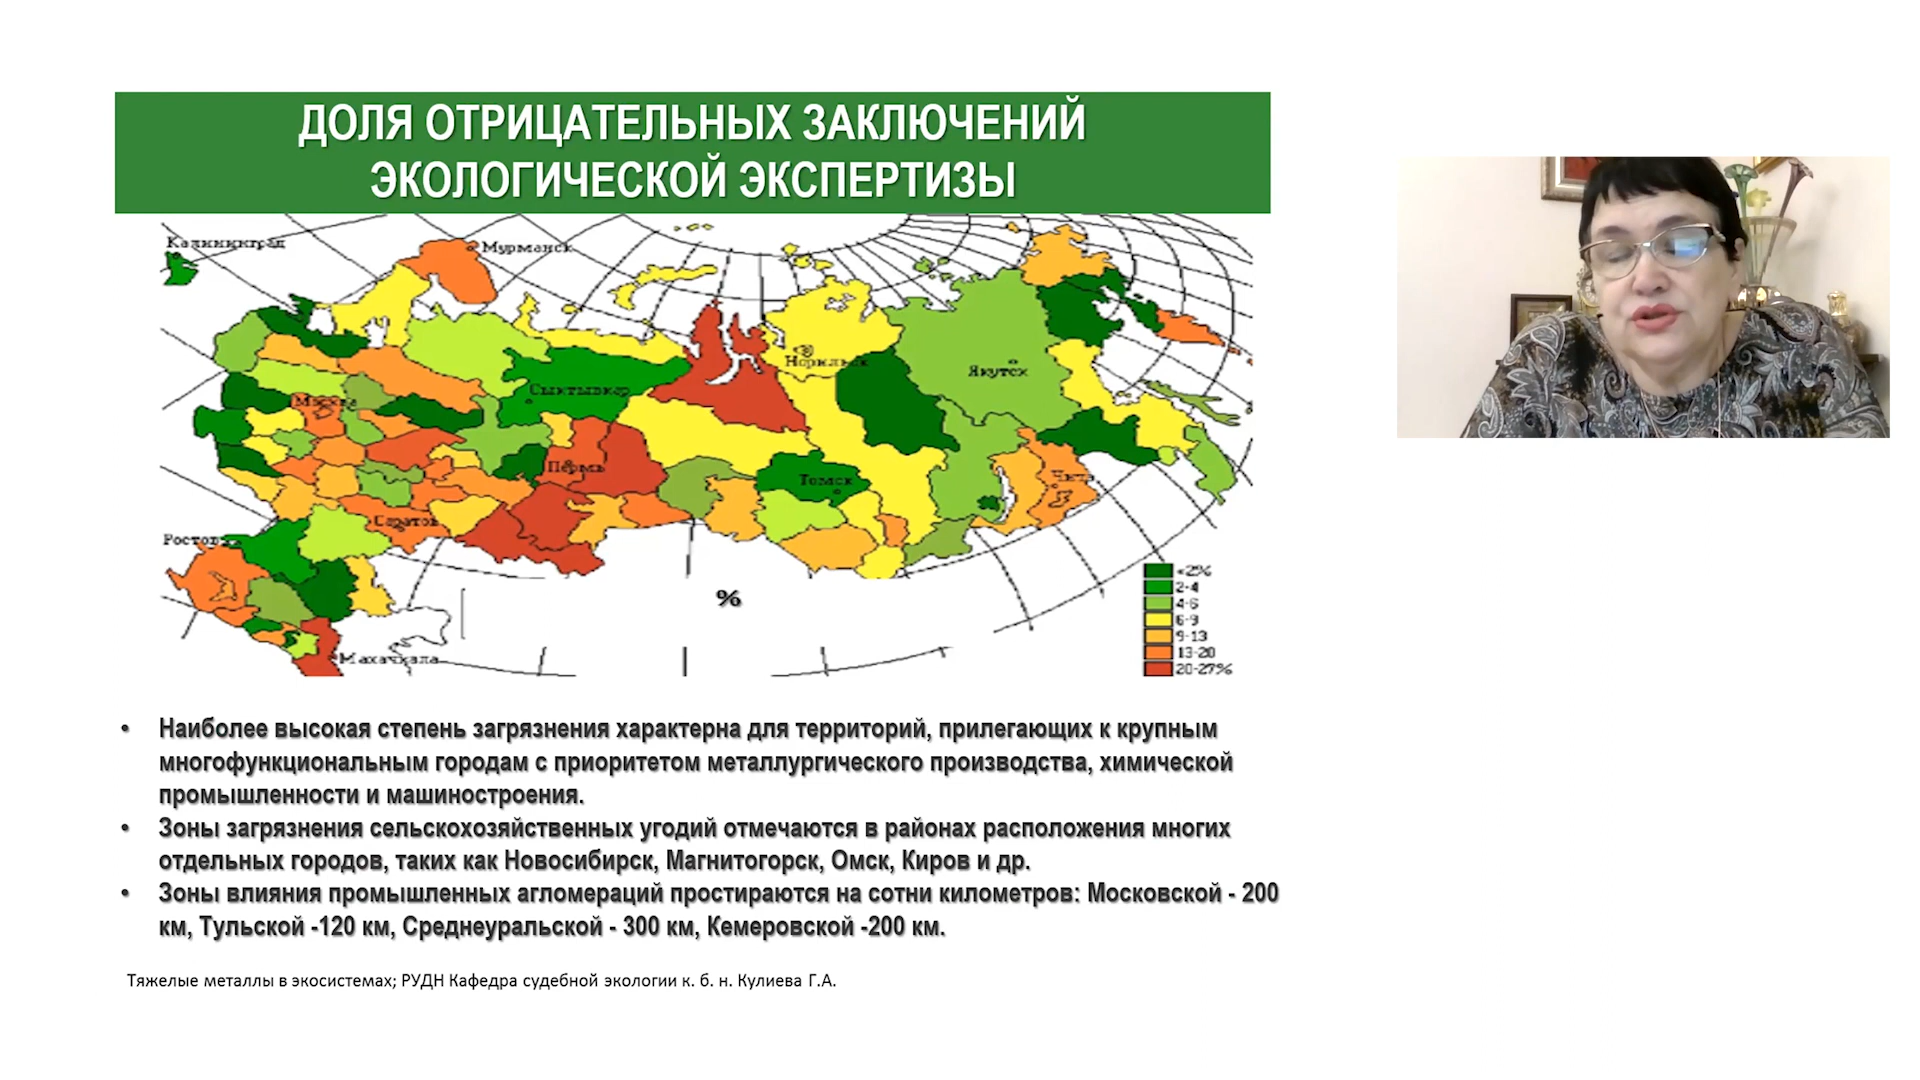 ДОЛЯ ОТРИЦАТЕЛЬНЫХ ЗАКЛЮЧЕНИЙ
ЭКОЛОГИЧЕСКОЙ ЭКСПЕРТИЗЫ
Калининград
Мурманск
Норильск
Якутск
Сыктывкар
Москва
Пермь
Томск
Чита
Саратов
Ростов
%
<2%
2-4
4-6
6-9
9-13
13-20
20-27%
Махачкала
• Наиболее высокая степень загрязнения характерна для территорий, прилегающих к крупным
многофункциональным городам с приоритетом металлургического производства, химической
промышленности и машиностроения.
• Зоны загрязнения сельскохозяйственных угодий отмечаются в районах расположения многих
отдельных городов, таких как Новосибирск, Магнитогорск, Омск, Киров и др.
• Зоны влияния промышленных агломераций простираются на сотни километров: Московской - 200
км, Тульской -120 км, Среднеуральской - 300 км, Кемеровской -200 км.
Тяжелые металлы в экосистемах; РУДН Кафедра судебной экологии к. б. н. Кулиева Г.А.